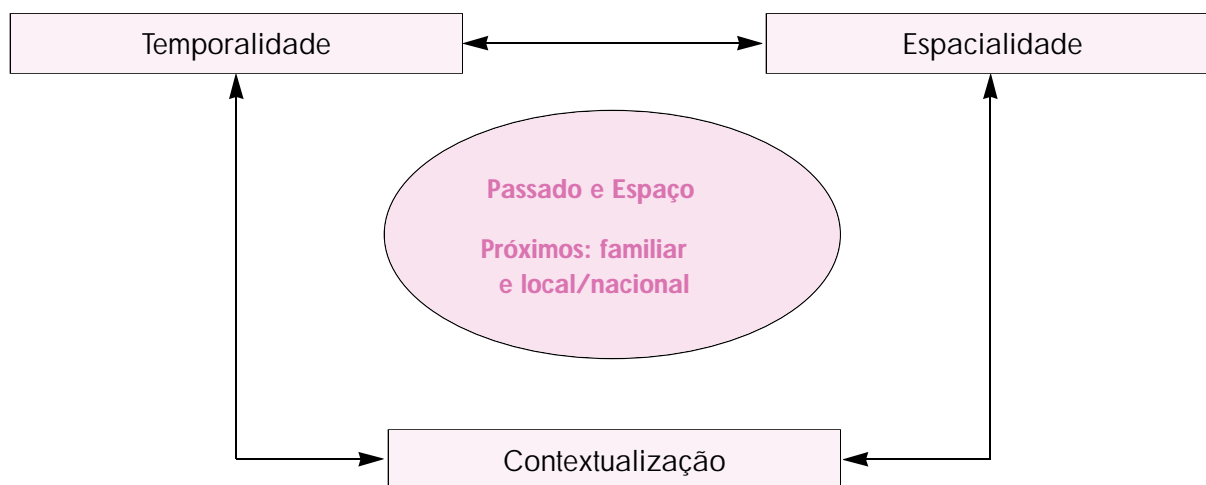 Temporalidade
Espacialidade
Passado e Espaço
Próximos: familiar
e local/nacional
Contextualização